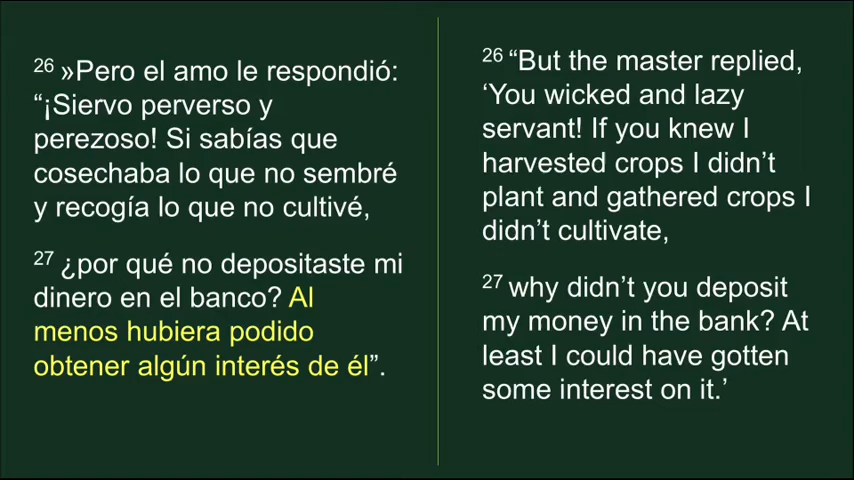 26 »Pero el amo le respondió:
“¡Siervo perverso y
perezoso! Si sabías que
cosechaba lo que no sembré
y recogía lo que no cultivé,
27 ¿por qué no depositaste mi
dinero en el banco? Al
menos hubiera podido
obtener algún interés de él”.
26 “But the master replied,
‘You wicked and lazy
servant! If you knew I
harvested crops I didn’t
plant and gathered crops I
didn’t cultivate,
27 why didn’t you deposit
my money in the bank? At
least I could have gotten
some interest on it.’